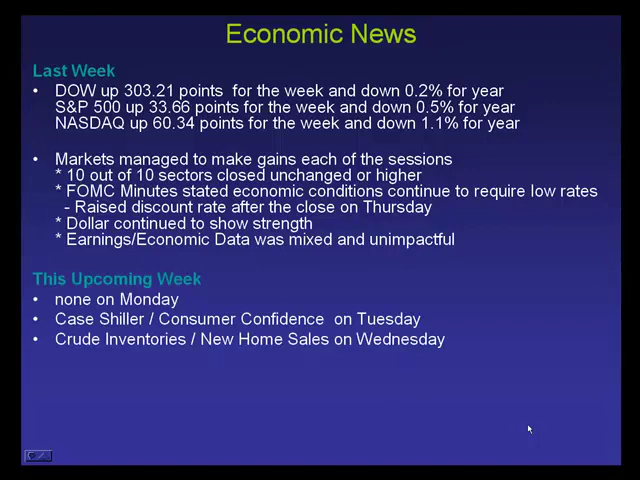 Economic News
Last Week
• DOW up 303.21 points for the week and down 0.2% for year
S&P 500 up 33.66 points for the week and down 0.5% for year
NASDAQ up 60.34 points for the week and down 1.1% for year
• Markets managed to make gains each of the sessions
* 10 out of 10 sectors closed unchanged or higher
* FOMC Minutes stated economic conditions continue to require low rates
- Raised discount rate after the close on Thursday
* Dollar continued to show strength
* Earnings/Economic Data was mixed and unimpactful
This Upcoming Week
• none on Monday
• Case Shiller / Consumer Confidence on Tuesday
• Crude Inventories / New Home Sales on Wednesday